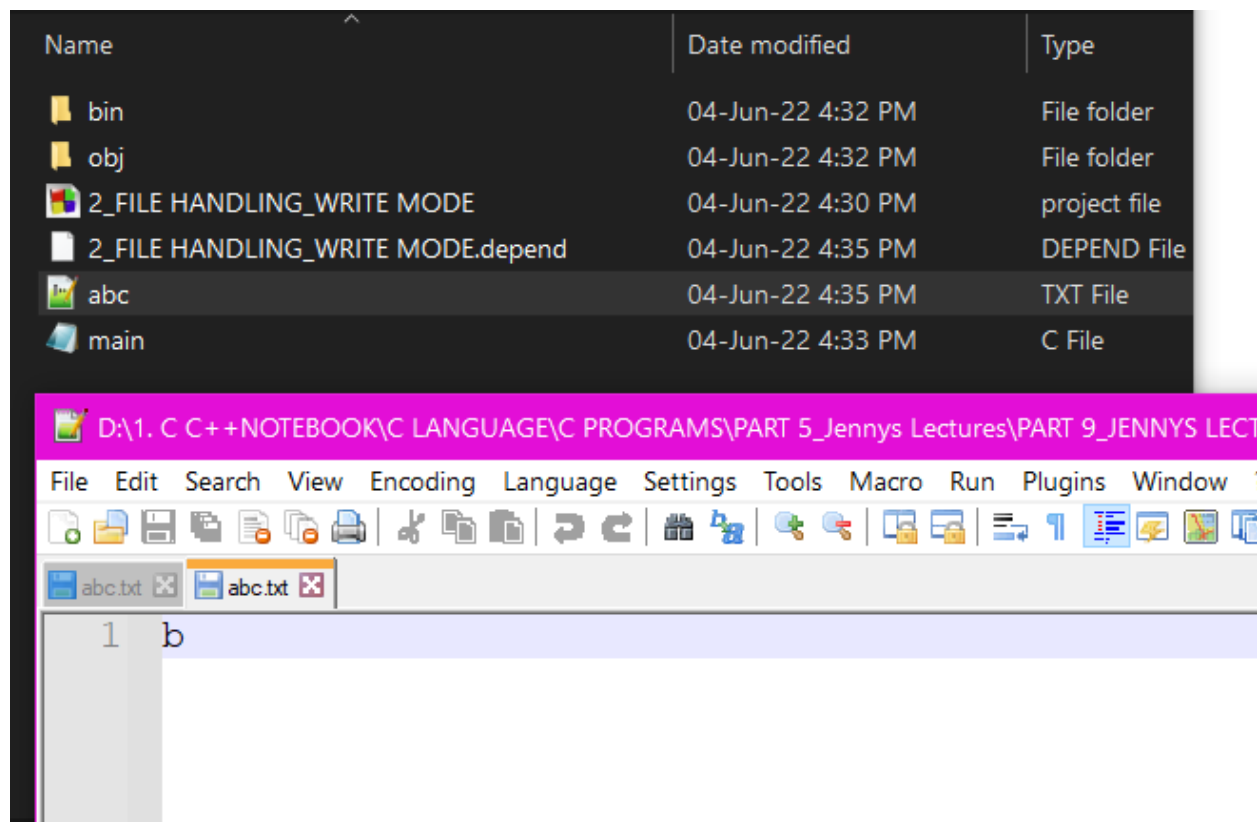 Name Date modified Type
bin 04-Jun-22 4:32 PM File folder
obj 04-Jun-22 4:32 PM File folder
2_FILE HANDLING_WRITE MODE 04-Jun-22 4:30 PM project file
2_FILE HANDLING_WRITE MODE.depend 04-Jun-22 4:35 PM DEPEND File
abc 04-Jun-22 4:35 PM TXT File
main 04-Jun-22 4:33 PM C File
D:\1. C C++NOTEBOOK\C LANGUAGE\C PROGRAMS\PART 5_Jennys Lectures\PART 9_JENNYS LECT
File Edit Search View Encoding Language Settings Tools Macro Run Plugins Window
abc.txt abc.txt
1 b